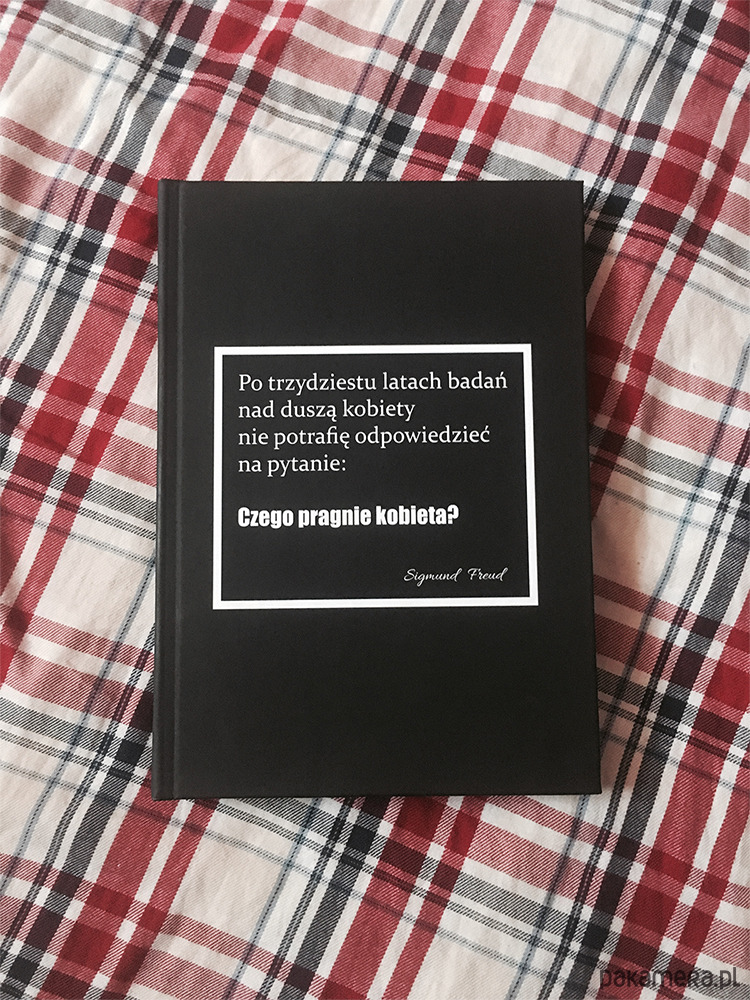 Po trzydziestu latach badań
nad duszą kobiety
nie potrafię odpowiedzieć
na pytanie:
Czego pragnie kobieta?
Sigmund Freud
pakamera.pl